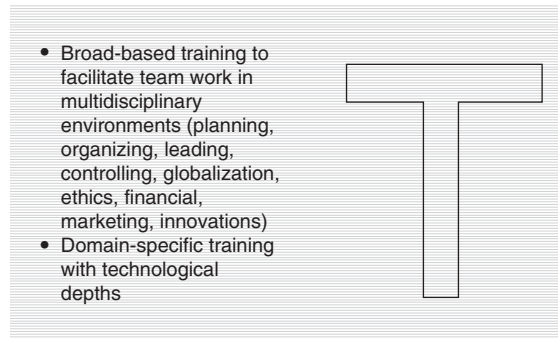 • Broad-based training to
facilitate team work in
multidisciplinary
environments (planning,
organizing, leading,
controlling, globalization,
ethics, financial,
marketing, innovations)
• Domain-specific training
with technological
depths